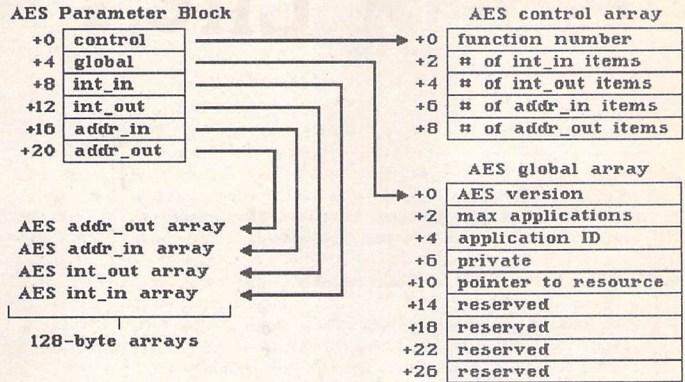 AES Parameter Block
+0 control
+4 global
+8 int_in
+12 int_out
+16 addr_in
+20 addr_out
AES addr_out array
AES addr_in array
AES int_out array
AES int_in array
128-byte arrays
AES control array
+0 function number
+2 # of int_in items
+4 # of int_out items
+6 # of addr_in items
+8 # of addr_out items
AES global array
+0 AES version
+2 max applications
+4 application ID
+6 private
+10 pointer to resource
+14 reserved
+18 reserved
+22 reserved
+26 reserved